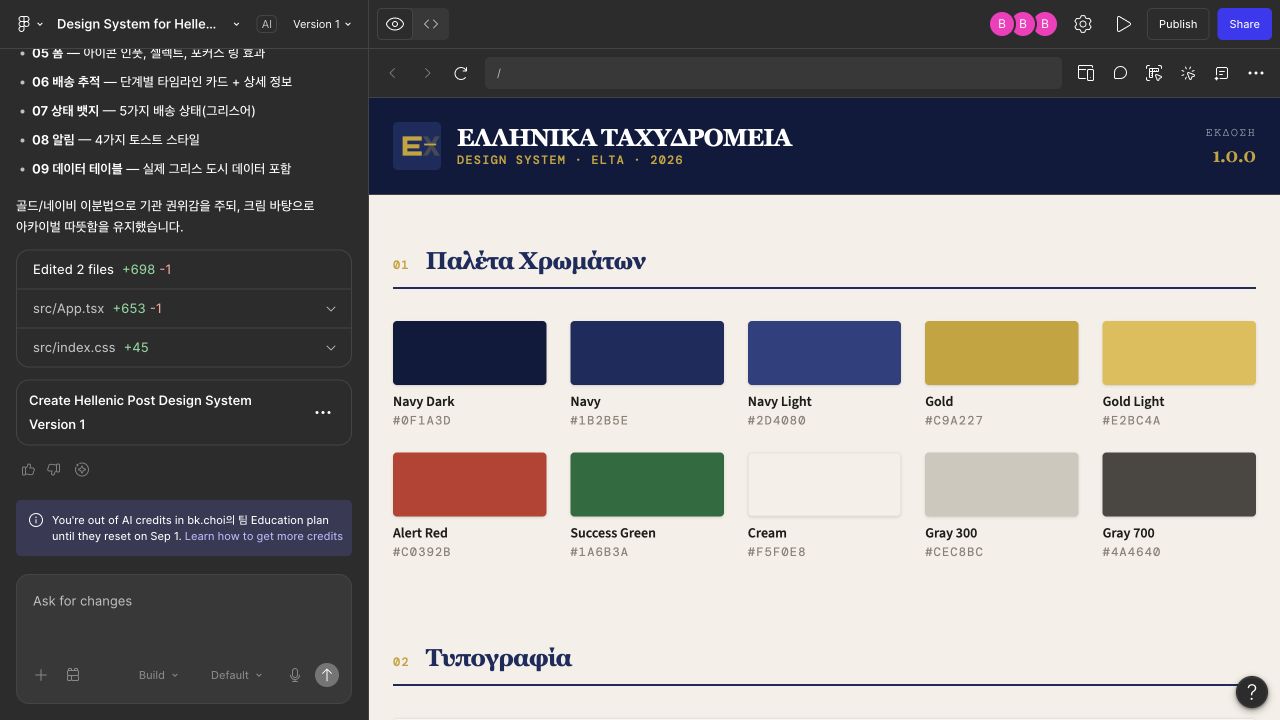 Design System for Helle...
AI
Version 1
05 폼 — 아이콘 인풋, 셀렉트, 포커스 링 효과
06 배송 추적 — 단계별 타임라인 카드 + 상세 정보
07 상태 뱃지 — 5가지 배송 상태(그리스어)
08 알림 — 4가지 토스트 스타일
09 데이터 테이블 — 실제 그리스 도시 데이터 포함
골드/네이비 이분법으로 기관 권위감을 주되, 크림 바탕으로
아카이벌 따뜻함을 유지했습니다.
Edited 2 files +698 -1
src/App.tsx +653 -1
src/index.css +45
Create Hellenic Post Design System
Version 1
You're out of AI credits in bk.choi의 팀 Education plan
until they reset on Sep 1. Learn how to get more credits
Ask for changes
Build
Default
B B B
Publish
Share
/
EX
ΕΛΛΗΝΙΚΑ ΤΑΧΥΔΡΟΜΕΙΑ
DESIGN SYSTEM · ELTA · 2026
ΕΚΔΟΣΗ
1.0.0
01 Παλέτα Χρωμάτων
Navy Dark
#0F1A3D
Navy
#1B2B5E
Navy Light
#2D4080
Gold
#C9A227
Gold Light
#E2BC4A
Alert Red
#C0392B
Success Green
#1A6B3A
Cream
#F5F0E8
Gray 300
#CEC8BC
Gray 700
#4A4640
02 Τυπογραφία
?